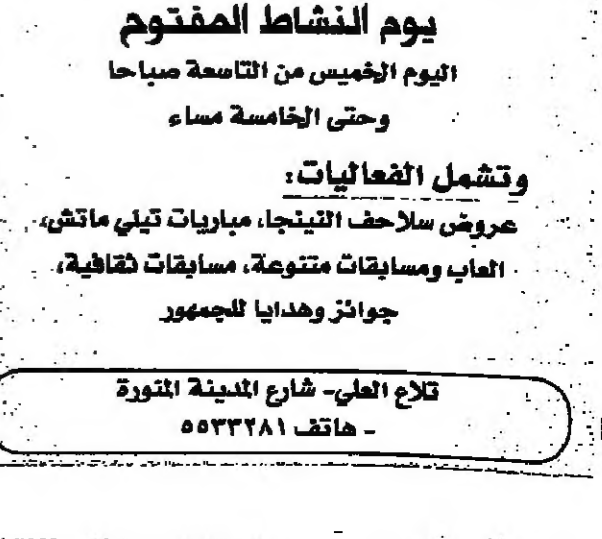 يوم النشاط المفتوح
اليوم الخميس من التاسعة صباحا
وحتى الخامسة مساء
وتشمل الفعاليات:
عروض سلاحف النينجا، مباريات تيلي ماتش،
العاب ومسابقات متنوعة، مسابقات ثقافية،
جوائز وهدايا للجمهور
تلاع العلي- شارع المدينة المنورة
- هاتف ٥٥٣٣٢٨١